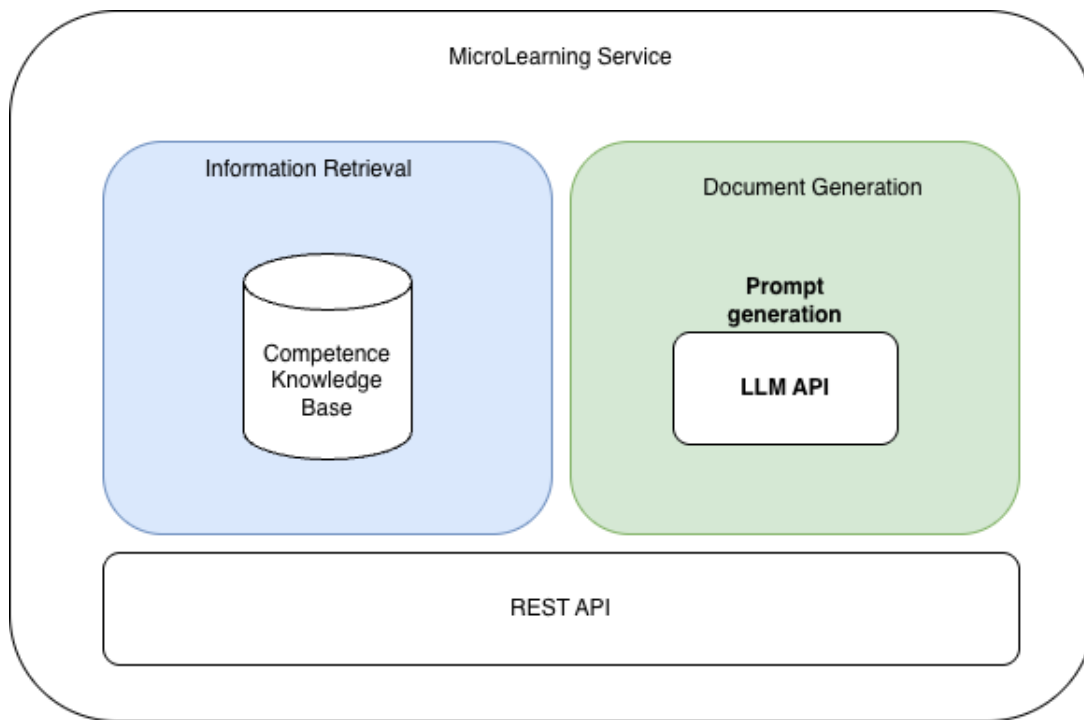 MicroLearning Service
Information Retrieval
Competence
Knowledge
Base
Document Generation
Prompt
generation
LLM API
REST API